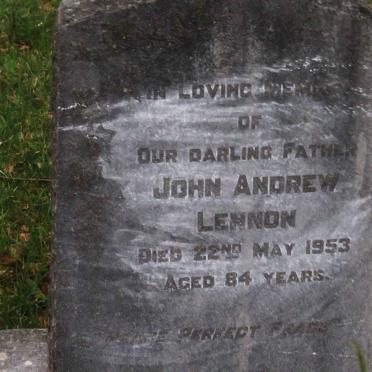 IN LOVING MEMORY
OF
OUR DARLING FATHER
JOHN ANDREW
LENNON
DIED 22ND MAY 1953
AGED 84 YEARS.
PERFECT PEACE"